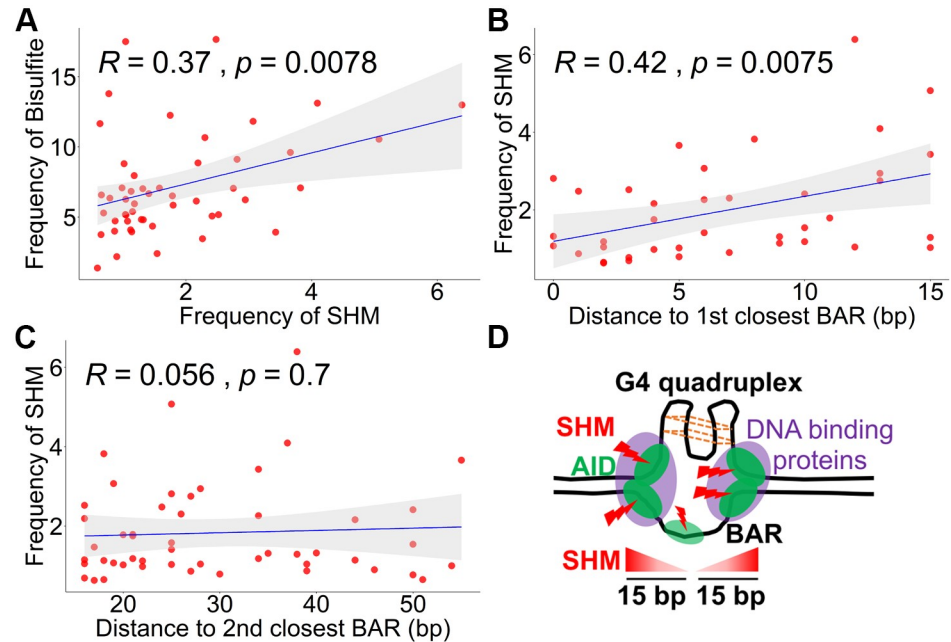 A
R = 0.37 , p = 0.0078
15
10
5
Frequency of Bisulfite
2
4
6
Frequency of SHM
B
R = 0.42 , p = 0.0075
6
4
2
Frequency of SHM
0
5
10
15
Distance to 1st closest BAR (bp)
C
R = 0.056 , p = 0.7
6
4
2
Frequency of SHM
20
30
40
50
Distance to 2nd closest BAR (bp)
D
G4 quadruplex
SHM
AID
DNA binding
proteins
BAR
SHM
15 bp
15 bp